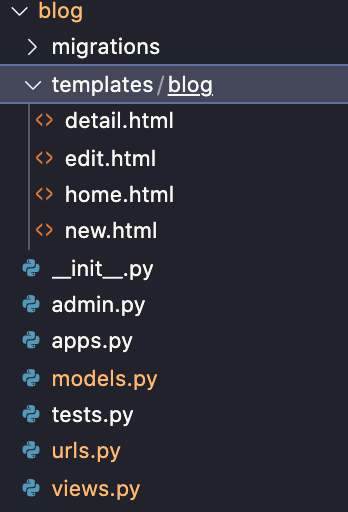 blog
migrations
templates/blog
detail.html
edit.html
home.html
new.html
__init__.py
admin.py
apps.py
models.py
tests.py
urls.py
views.py